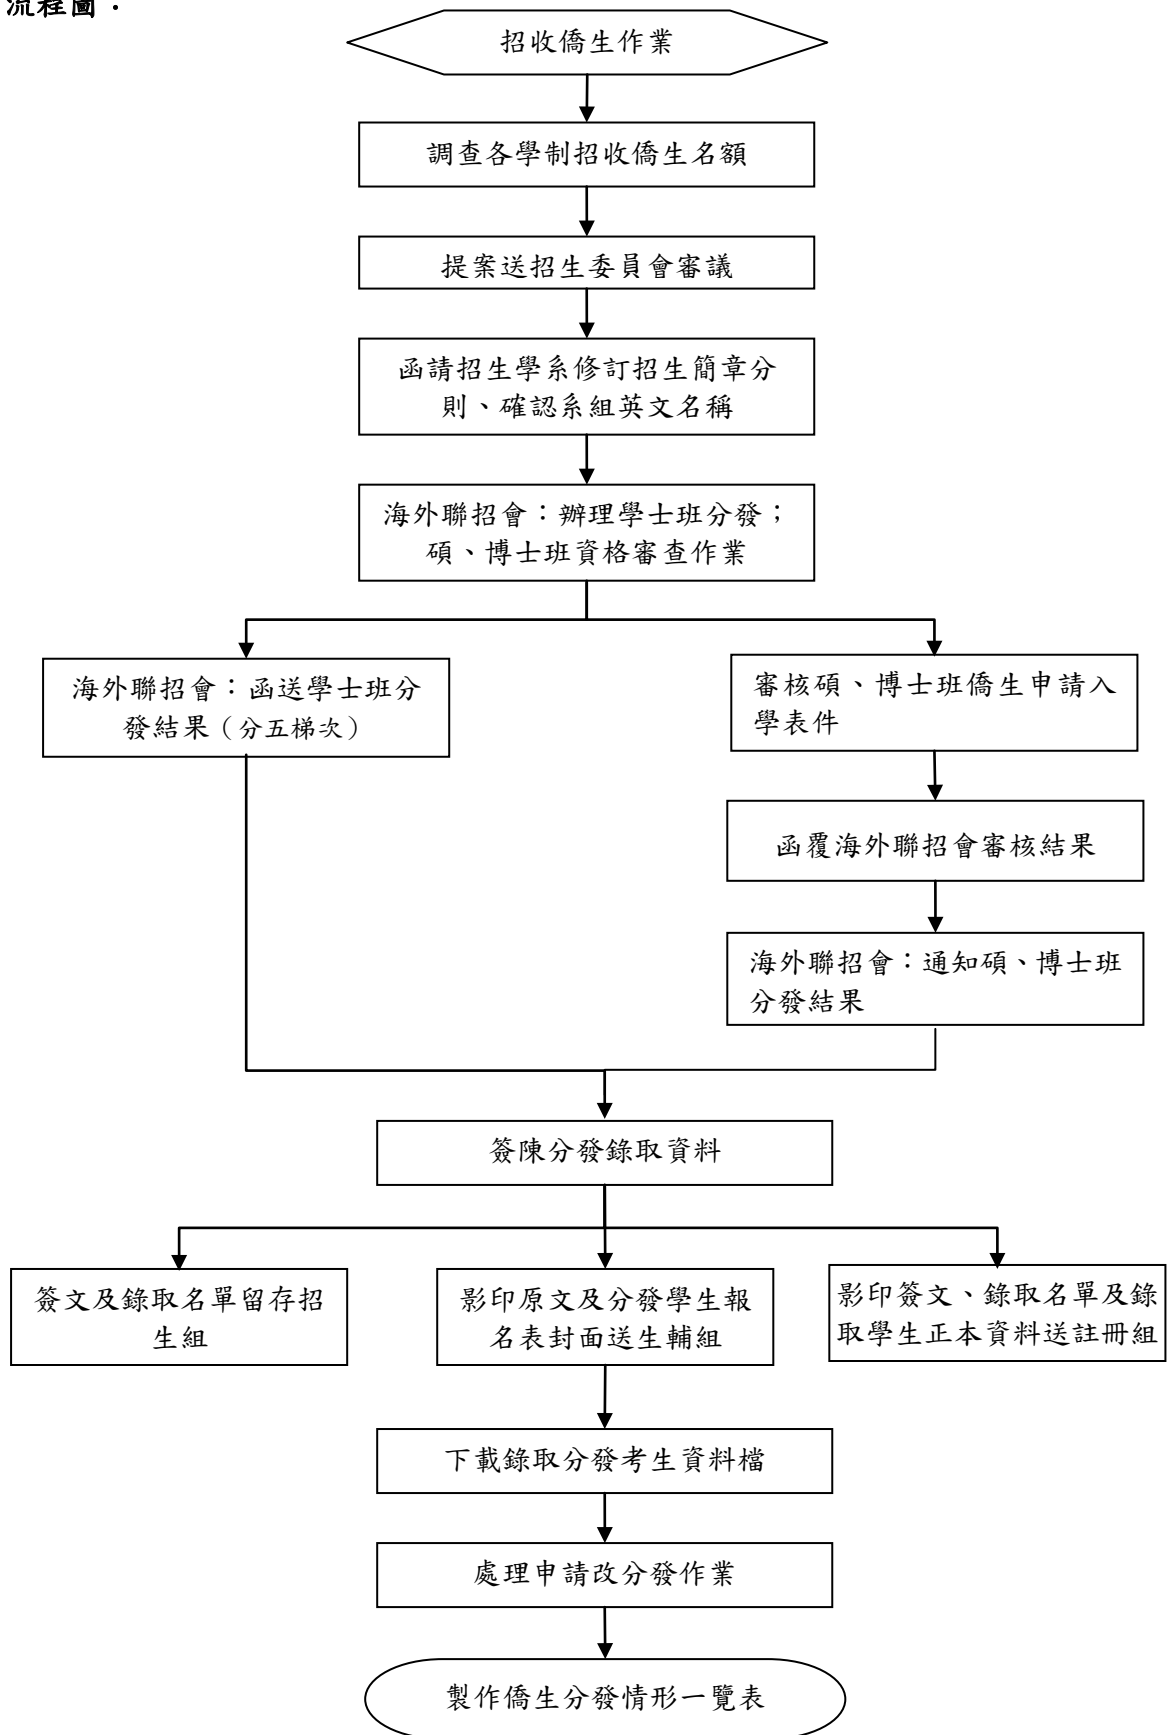 流程圖：
招收僑生作業
調查各學制招收僑生名額
提案送招生委員會審議
函請招生學系修訂招生簡章分
則、確認系組英文名稱
海外聯招會：辦理學士班分發；
碩、博士班資格審查作業
海外聯招會：函送學士班分
發結果（分五梯次）
審核碩、博士班僑生申請入
學表件
函覆海外聯招會審核結果
海外聯招會：通知碩、博士班
分發結果
簽陳分發錄取資料
簽文及錄取名單留存招
生組
影印原文及分發學生報
名表封面送生輔組
影印簽文、錄取名單及錄
取學生正本資料送註冊組
下載錄取分發考生資料檔
處理申請改分發作業
製作僑生分發情形一覽表